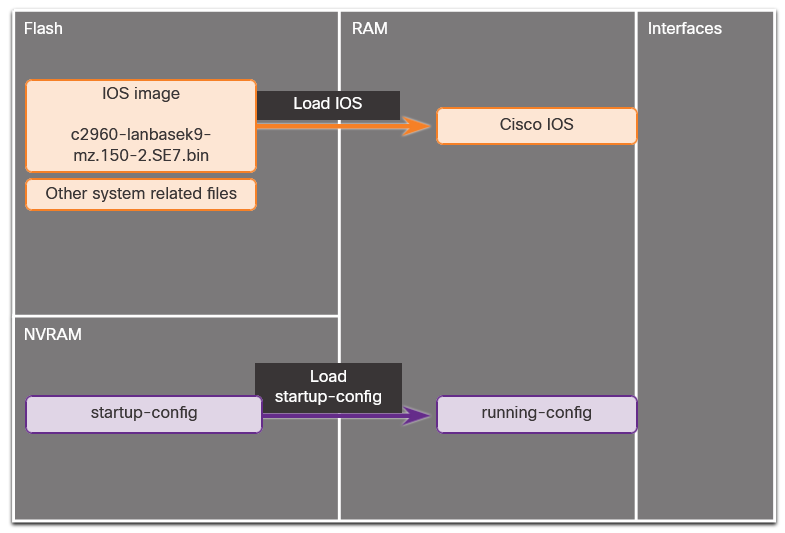 Flash
RAM
Interfaces
IOS image
c2960-lanbasek9-
mz.150-2.SE7.bin
Load IOS
Cisco IOS
Other system related files
NVRAM
Load
startup-config
startup-config
running-config